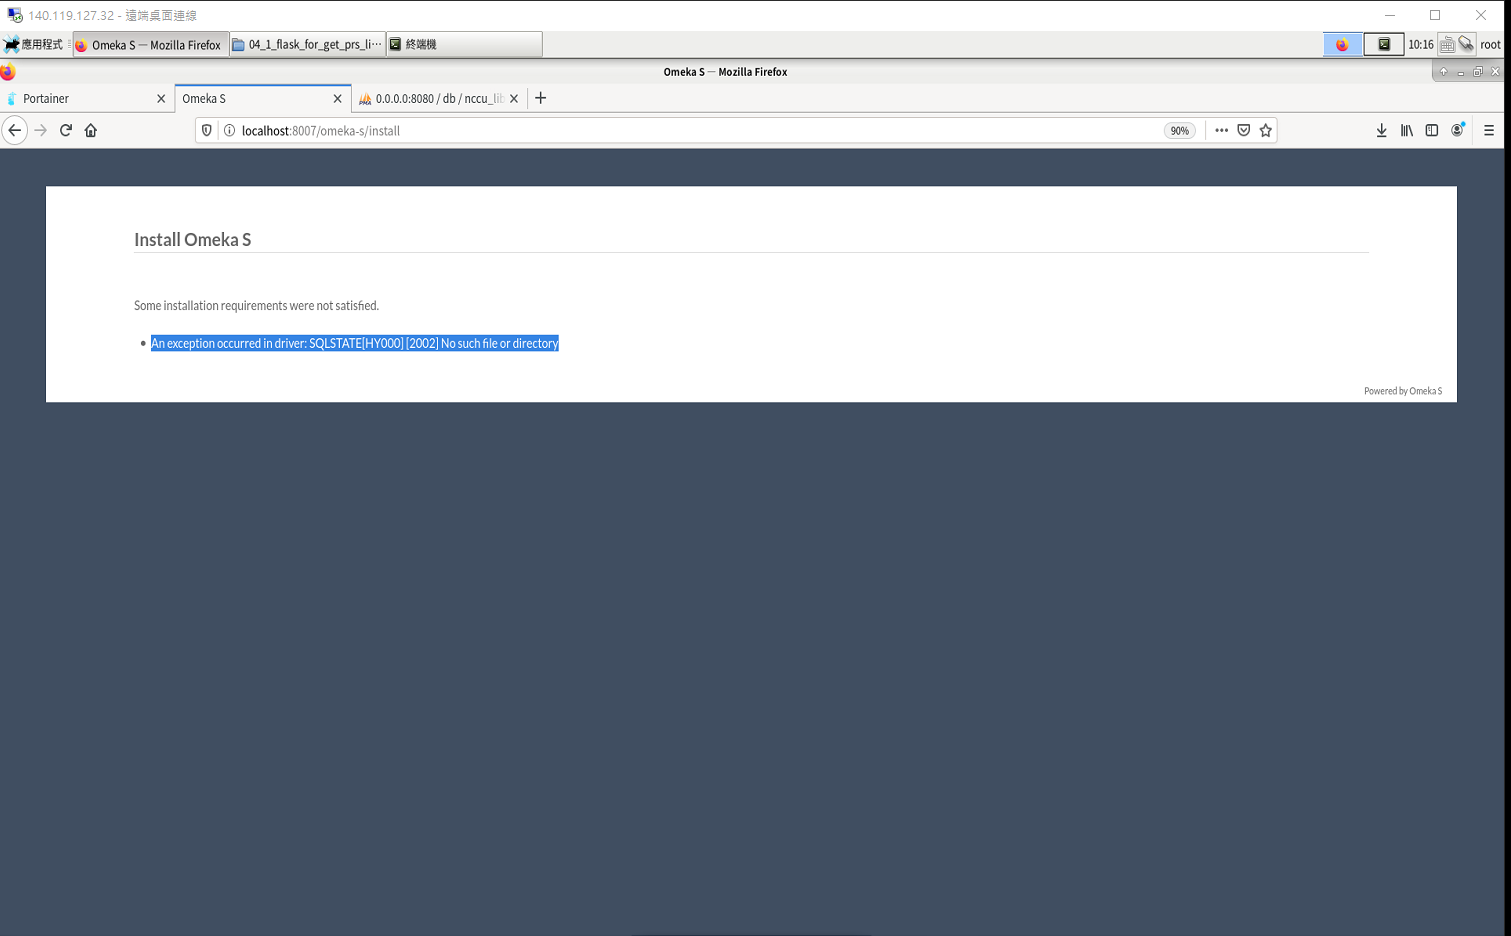 140.119.127.32 - 遠端桌面連線
應用程式
Omeka S — Mozilla Firefox
04_1_flask_for_get_prs_li⋯
終端機
10:16
root
Omeka S — Mozilla Firefox
Portainer
Omeka S
0.0.0.0:8080 / db / nccu_lib
localhost:8007/omeka-s/install
90%
Install Omeka S
Some installation requirements were not satisfied.
• An exception occurred in driver: SQLSTATE[HY000] [2002] No such file or directory
Powered by Omeka S